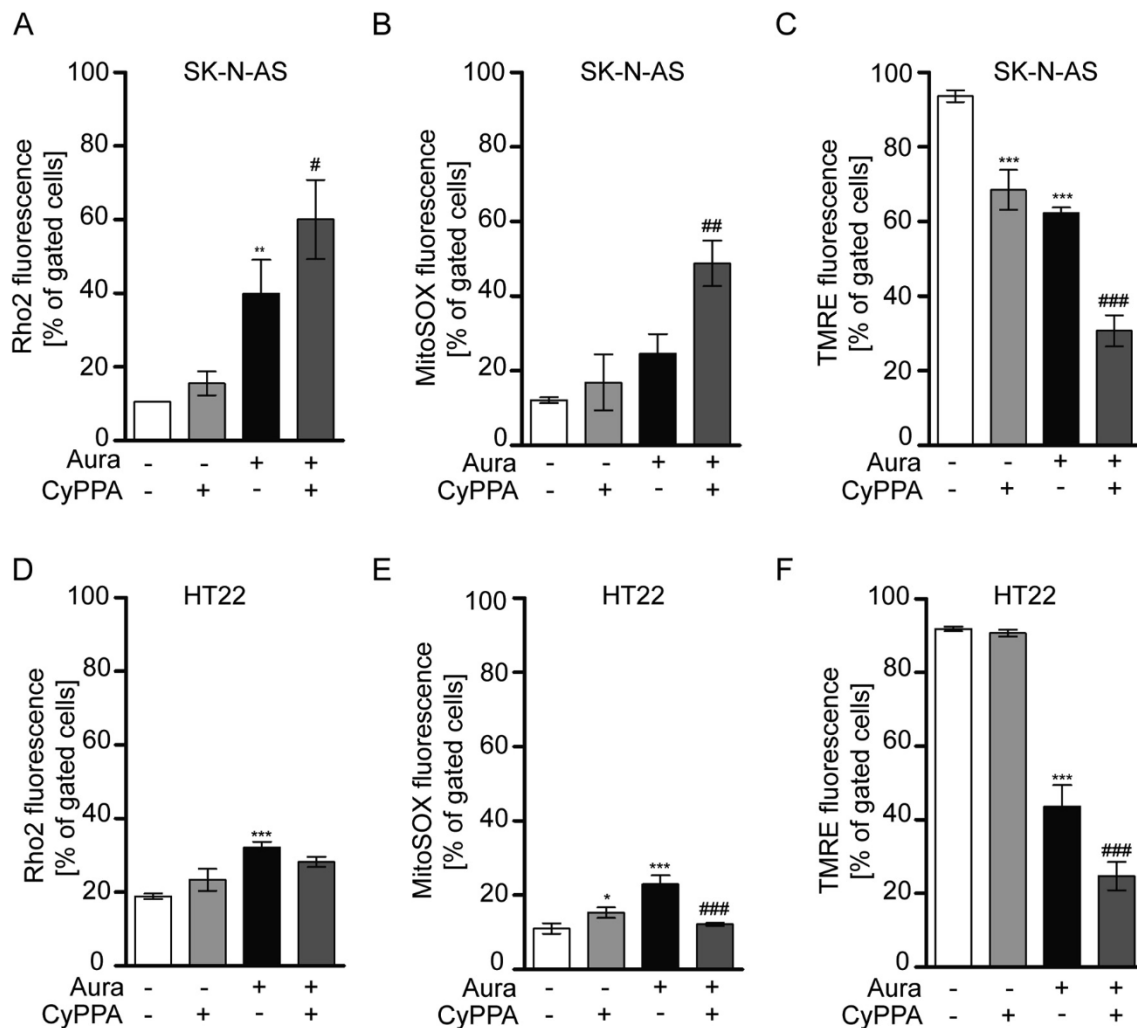 A
SK-N-AS
Rho2 fluorescence
[% of gated cells]
100
80
60
40
20
0
**
#
Aura - - + +
CyPPA - + - +
B
SK-N-AS
MitoSOX fluorescence
[% of gated cells]
100
80
60
40
20
0
##
Aura - - + +
CyPPA - + - +
C
SK-N-AS
TMRE fluorescence
[% of gated cells]
100
80
60
40
20
0
***
***
###
Aura - - + +
CyPPA - + - +
D
HT22
Rho2 fluorescence
[% of gated cells]
100
80
60
40
20
0
***
Aura - - + +
CyPPA - + - +
E
HT22
MitoSOX fluorescence
[% of gated cells]
100
80
60
40
20
0
*
***
###
Aura - - + +
CyPPA - + - +
F
HT22
TMRE fluorescence
[% of gated cells]
100
80
60
40
20
0
***
###
Aura - - + +
CyPPA - + - +